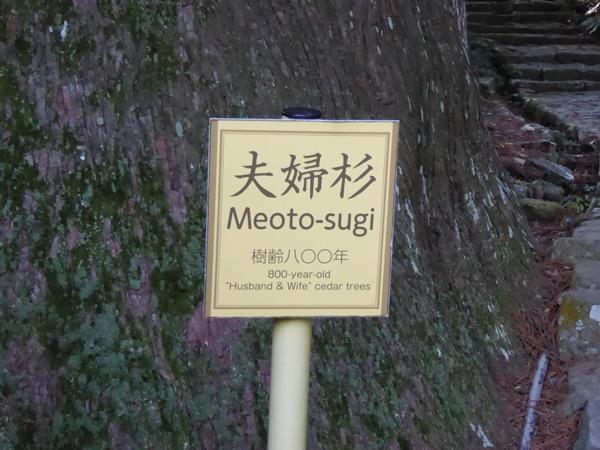 夫婦杉
Meoto-sugi
樹齢八〇〇年
800-year-old
"Husband & Wife" cedar trees